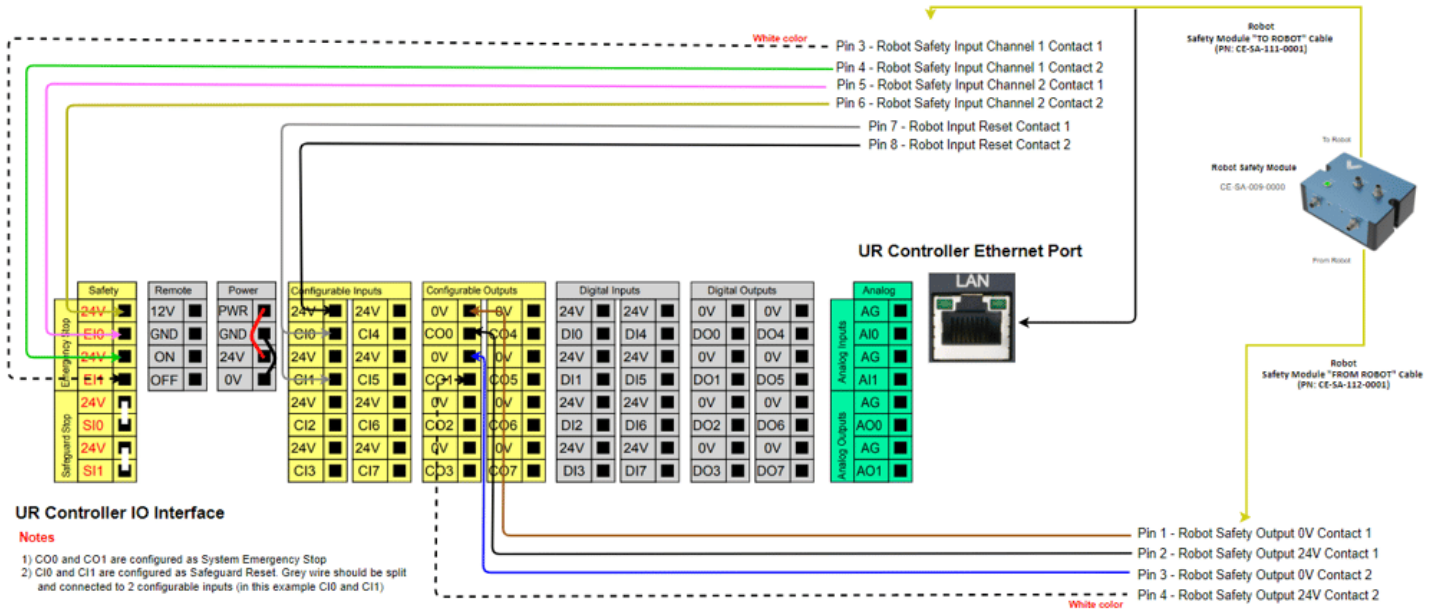 Robot
Safety Module "TO ROBOT" Cable
(PN: CE-SA-111-0001)
White color
Pin 3 - Robot Safety Input Channel 1 Contact 1
Pin 4 - Robot Safety Input Channel 1 Contact 2
Pin 5 - Robot Safety Input Channel 2 Contact 1
Pin 6 - Robot Safety Input Channel 2 Contact 2
Pin 7 - Robot Input Reset Contact 1
Pin 8 - Robot Input Reset Contact 2
To Robot
Robot Safety Module
CE-SA-009-0000
From Robot
UR Controller Ethernet Port
LAN
Safety Remote Power Configurable Inputs Configurable Outputs Digital Inputs Digital Outputs Analog
Emergency Stop
Safeguard Stop
Analog Inputs
Analog Outputs
24V 12V PWR 24V 24V 0V 0V 24V 24V 0V 0V AG
EI0 GND GND CI0 CI4 CO0 CO4 DI0 DI4 DO0 DO4 AI0
24V ON 24V 24V 24V 0V 0V 24V 24V 0V 0V AG
EI1 OFF 0V CI1 CI5 CO1 CO5 DI1 DI5 DO1 DO5 AI1
24V 24V 24V 0V 0V 24V 24V 0V 0V AG
SI0 CI2 CI6 CO2 CO6 DI2 DI6 DO2 DO6 AO0
24V 24V 24V 0V 0V 24V 24V 0V 0V AG
SI1 CI3 CI7 CO3 CO7 DI3 DI7 DO3 DO7 AO1
Robot
Safety Module "FROM ROBOT" Cable
(PN: CE-SA-112-0001)
UR Controller IO Interface
Notes
1) CO0 and CO1 are configured as System Emergency Stop
2) CI0 and CI1 are configured as Safeguard Reset. Grey wire should be split
and connected to 2 configurable inputs (in this example CI0 and CI1)
Pin 1 - Robot Safety Output 0V Contact 1
Pin 2 - Robot Safety Output 24V Contact 1
Pin 3 - Robot Safety Output 0V Contact 2
Pin 4 - Robot Safety Output 24V Contact 2
White color